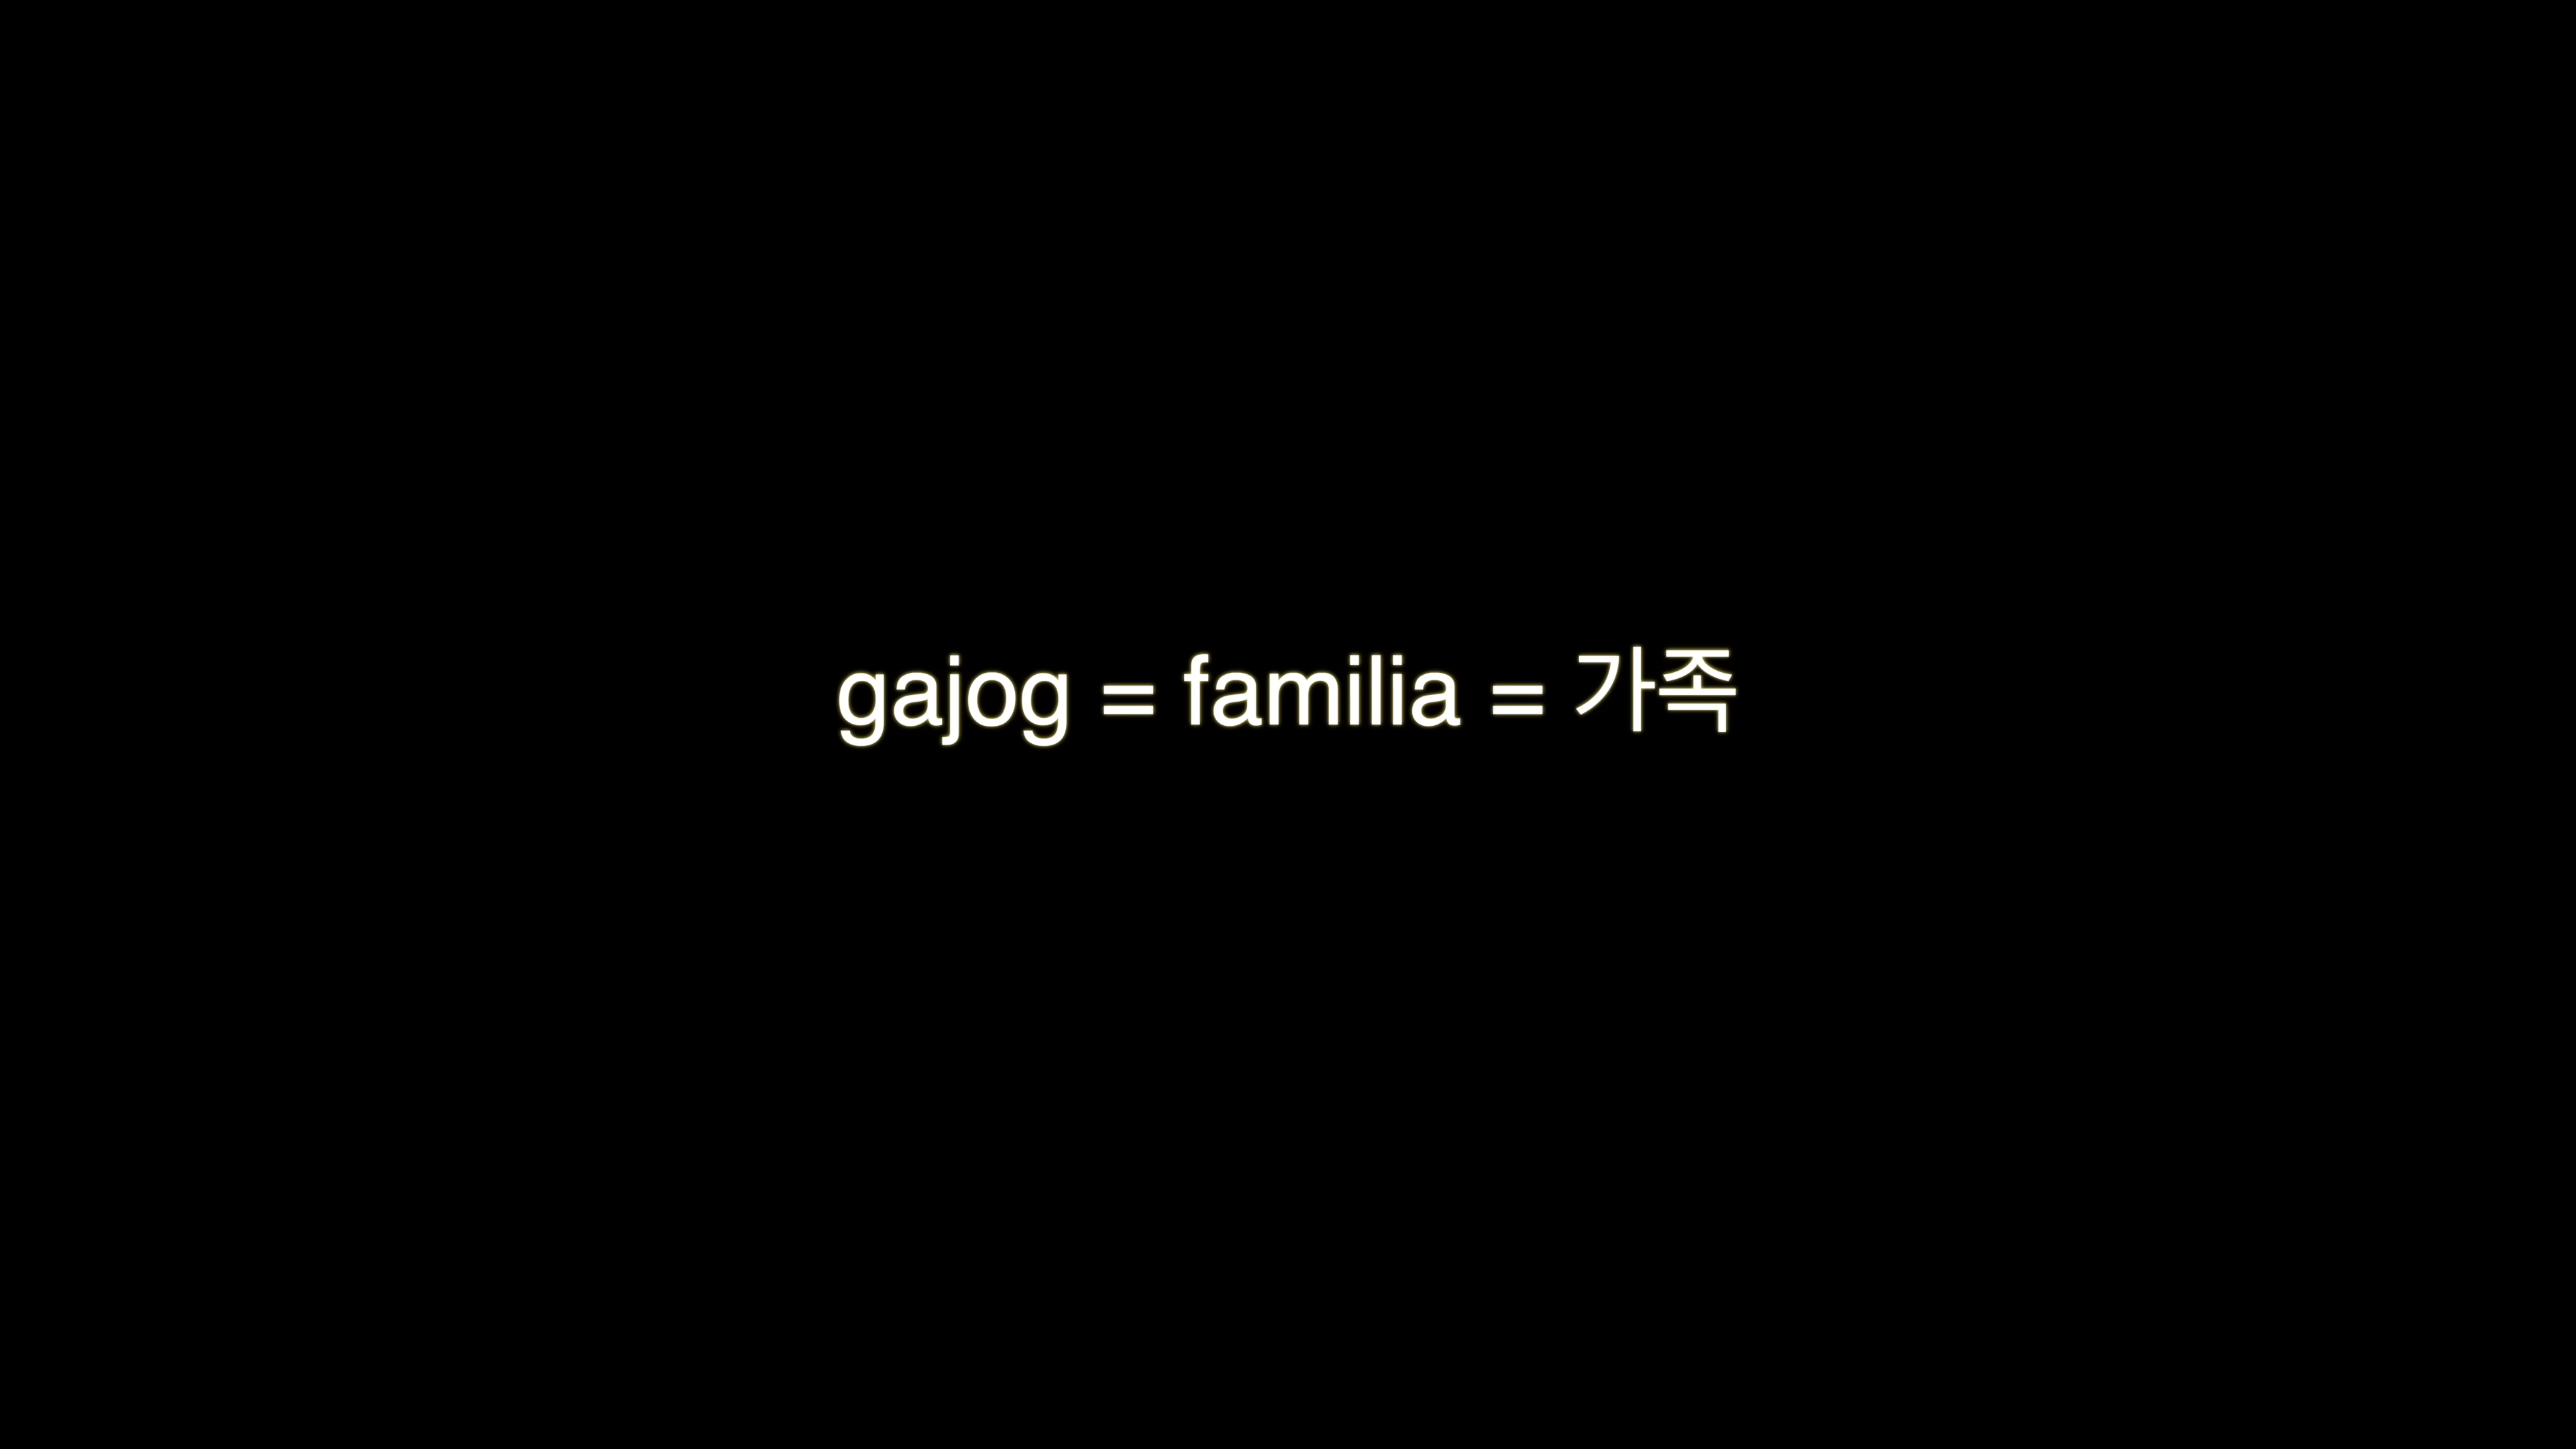 gajog = familia = 가족